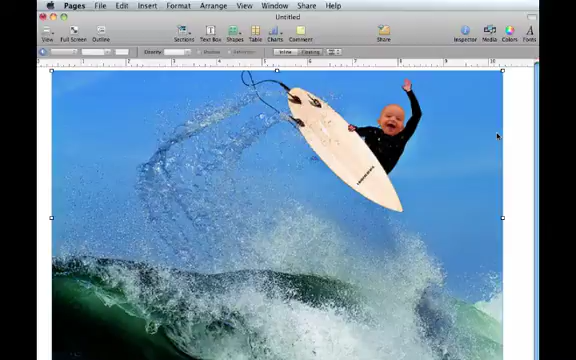 Pages File Edit Insert Format Arrange View Window Share Help
Untitled
View Full Screen Outline Sections Text Box Shapes Table Charts Comment Share Inspector Media Colors Fonts
Opacity: Inline Floating